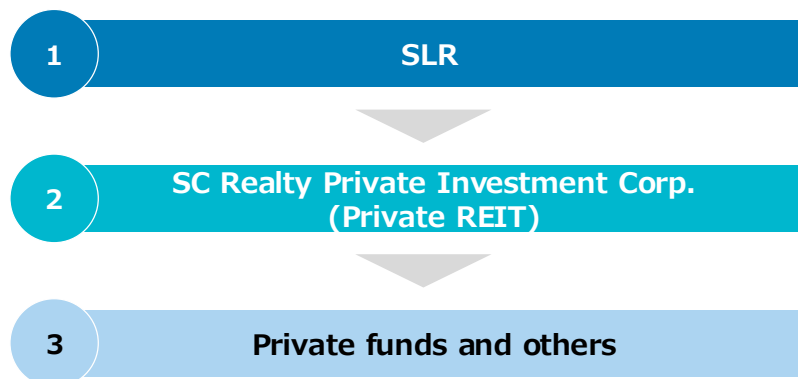 1
SLR
2
SC Realty Private Investment Corp.
(Private REIT)
3
Private funds and others